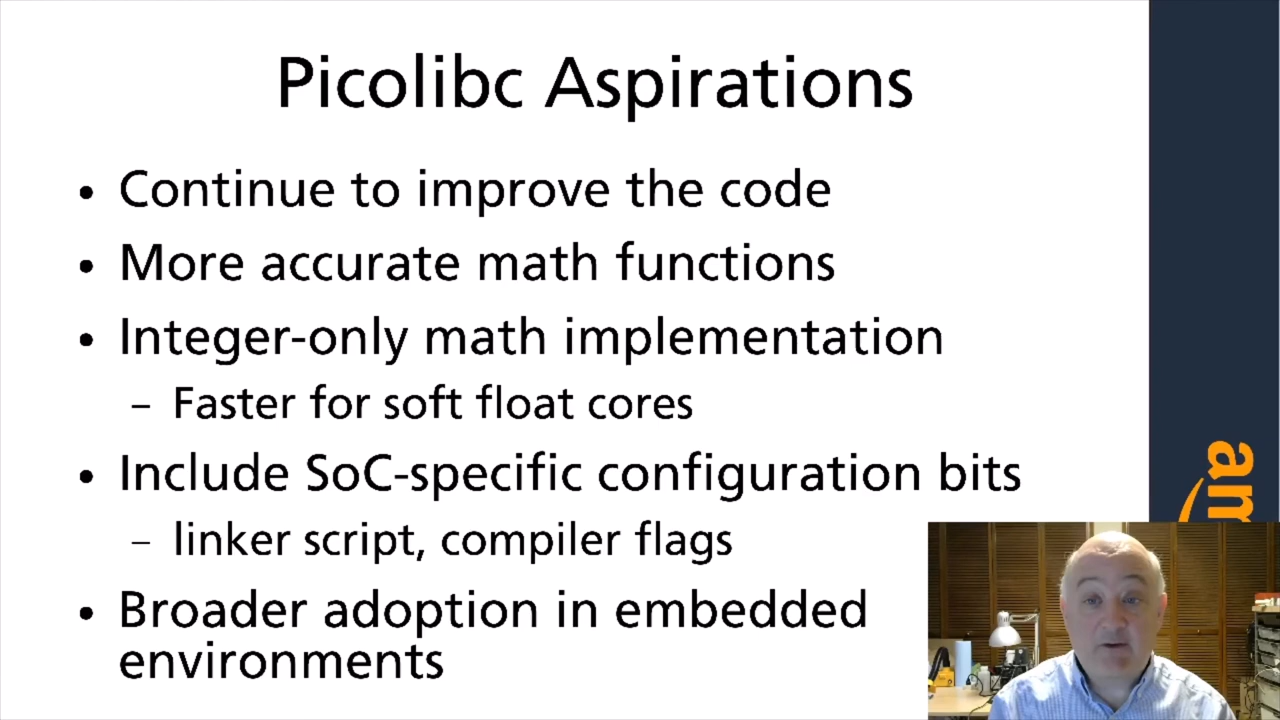 Picolibc Aspirations
• Continue to improve the code
• More accurate math functions
• Integer-only math implementation
– Faster for soft float cores
• Include SoC-specific configuration bits
– linker script, compiler flags
• Broader adoption in embedded
environments
am